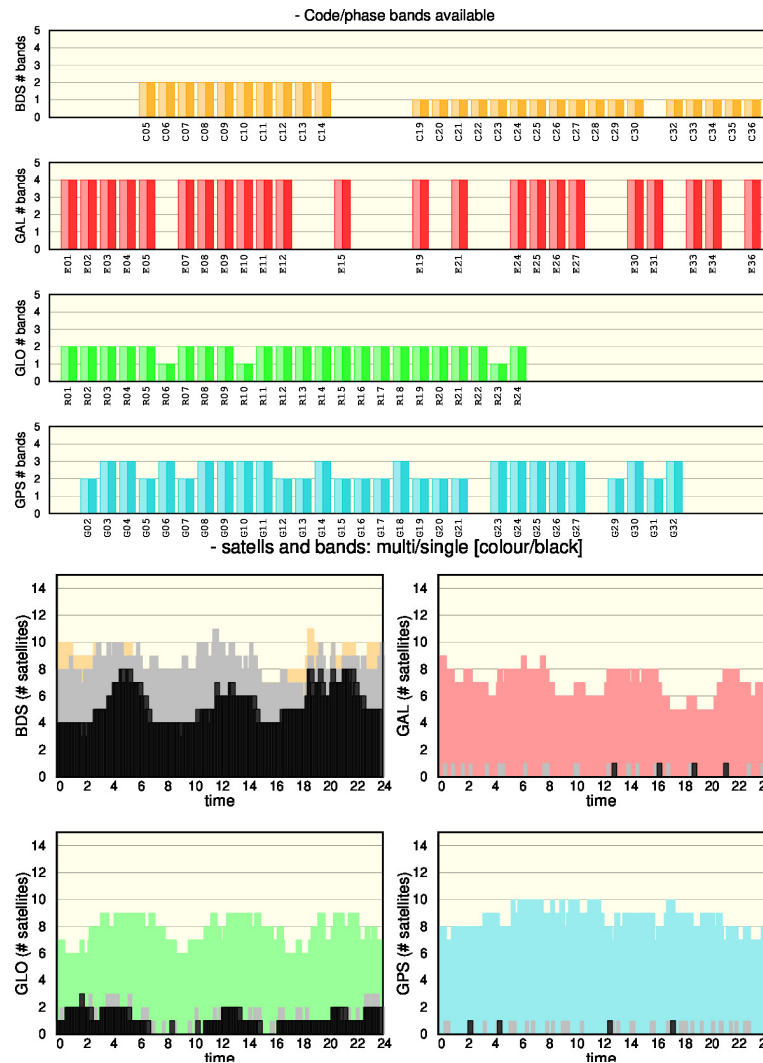 - Code/phase bands available
BDS # bands
5
4
3
2
1
0
C05 C06 C07 C08 C09 C10 C11 C12 C13 C14 C19 C20 C21 C22 C23 C24 C25 C26 C27 C28 C29 C30 C32 C33 C34 C35 C36
GAL # bands
5
4
3
2
1
0
E01 E02 E03 E04 E05 E07 E08 E09 E10 E11 E12 E15 E19 E21 E24 E25 E26 E27 E30 E31 E33 E34 E36
GLO # bands
5
4
3
2
1
0
R01 R02 R03 R04 R05 R06 R07 R08 R09 R10 R11 R12 R13 R14 R15 R16 R17 R18 R19 R20 R21 R22 R23 R24
GPS # bands
5
4
3
2
1
0
G02 G03 G04 G05 G06 G07 G08 G09 G10 G11 G12 G13 G14 G15 G16 G17 G18 G19 G20 G21 G23 G24 G25 G26 G27 G29 G30 G31 G32
- satells and bands: multi/single [colour/black]
BDS (# satellites)
14
12
10
8
6
4
2
0
0 2 4 6 8 10 12 14 16 18 20 22 24
time
GAL (# satellites)
14
12
10
8
6
4
2
0
0 2 4 6 8 10 12 14 16 18 20 22 24
time
GLO (# satellites)
14
12
10
8
6
4
2
0
0 2 4 6 8 10 12 14 16 18 20 22 24
time
GPS (# satellites)
14
12
10
8
6
4
2
0
0 2 4 6 8 10 12 14 16 18 20 22 24
time